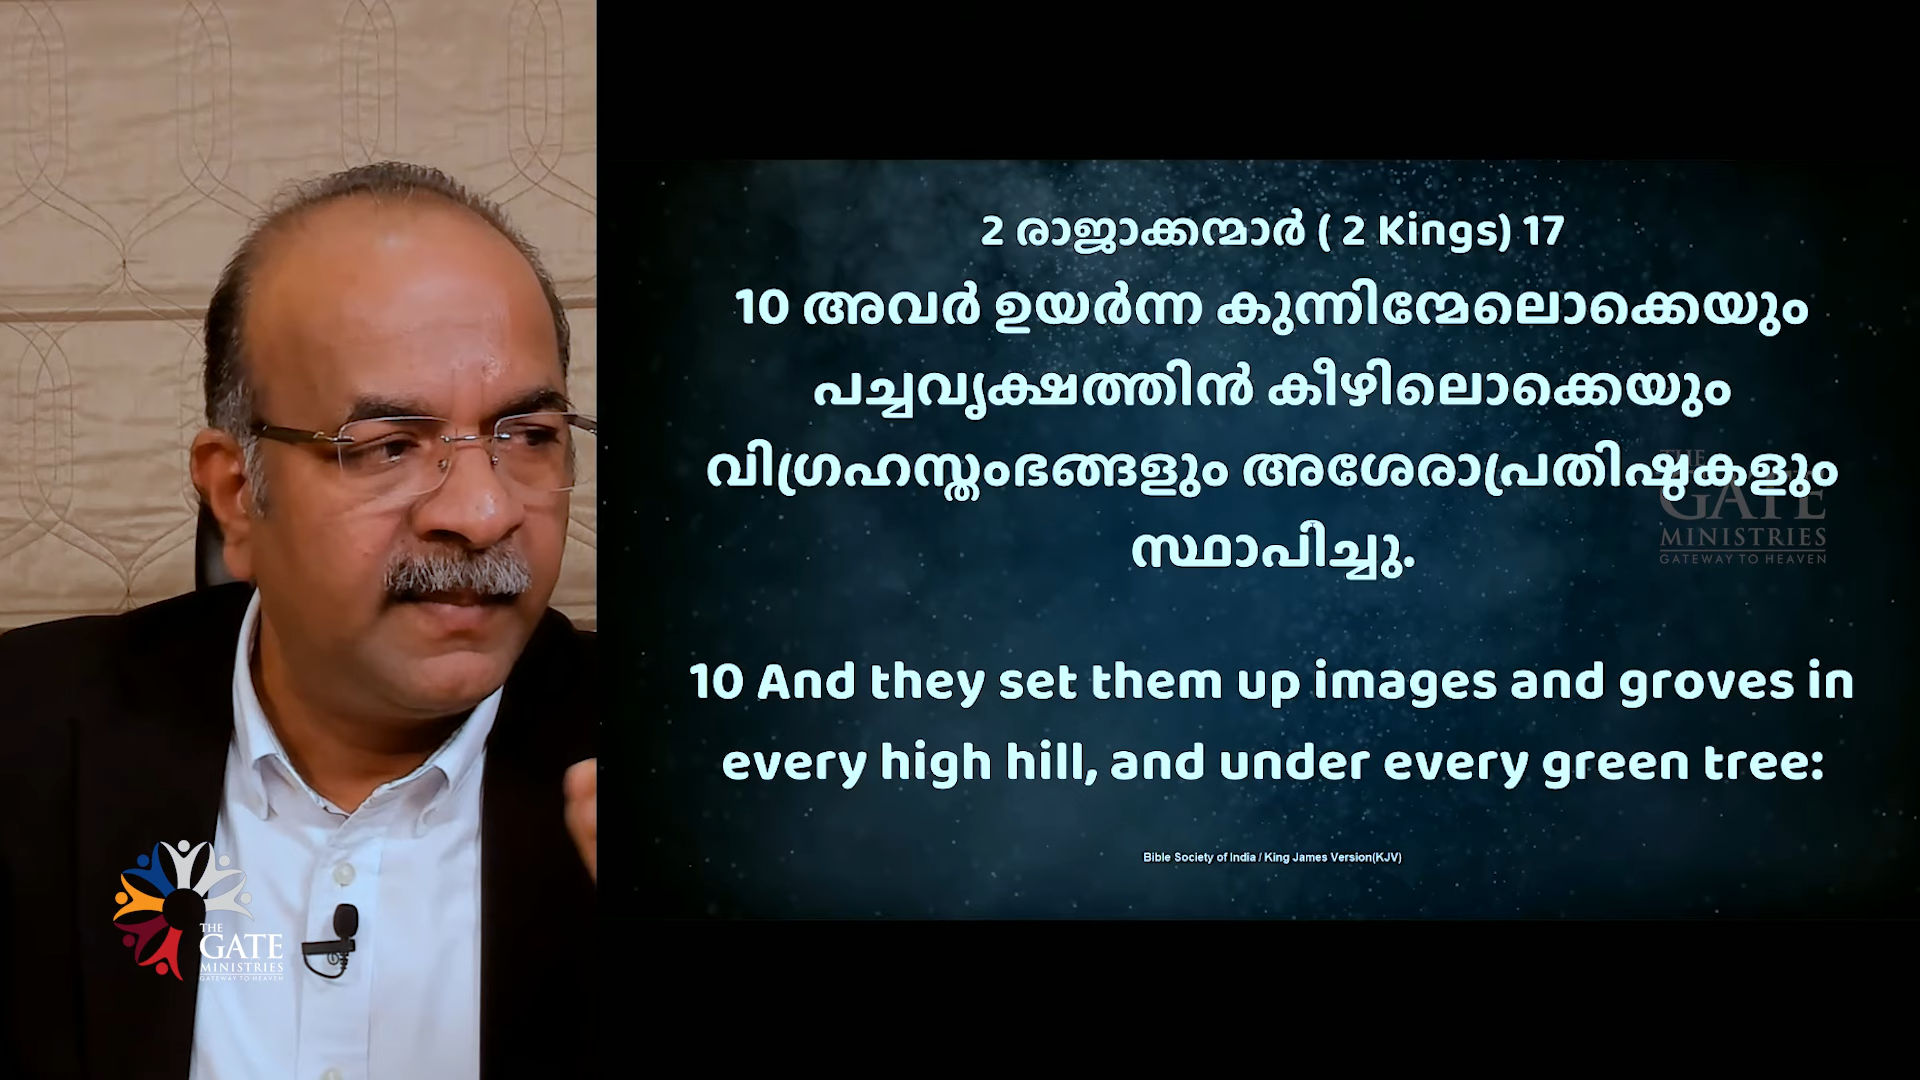 2 രാജാക്കന്മാർ ( 2 Kings) 17
10 അവർ ഉയർന്ന കുന്നിന്മേലൊക്കെയും
പച്ചവൃക്ഷത്തിൻ കീഴിലൊക്കെയും
വിഗ്രഹസ്തംഭങ്ങളും അശേരാപ്രതിഷ്ഠകളും
സ്ഥാപിച്ചു.
THE
GATE
MINISTRIES
GATEWAY TO HEAVEN
10 And they set them up images and groves in
every high hill, and under every green tree:
Bible Society of India / King James Version(KJV)
THE
GATE
MINISTRIES
GATEWAY TO HEAVEN